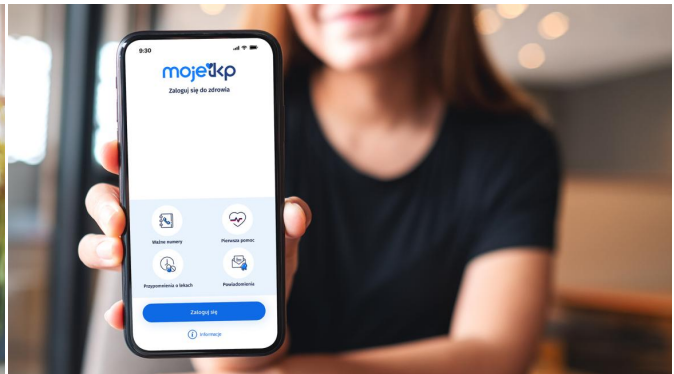 9:30
mojeikp
Zaloguj się do zdrowia
Ważne numery
Pierwsza pomoc
Przypomnienia o lekach
Powiadomienia
Zaloguj się
Informacje